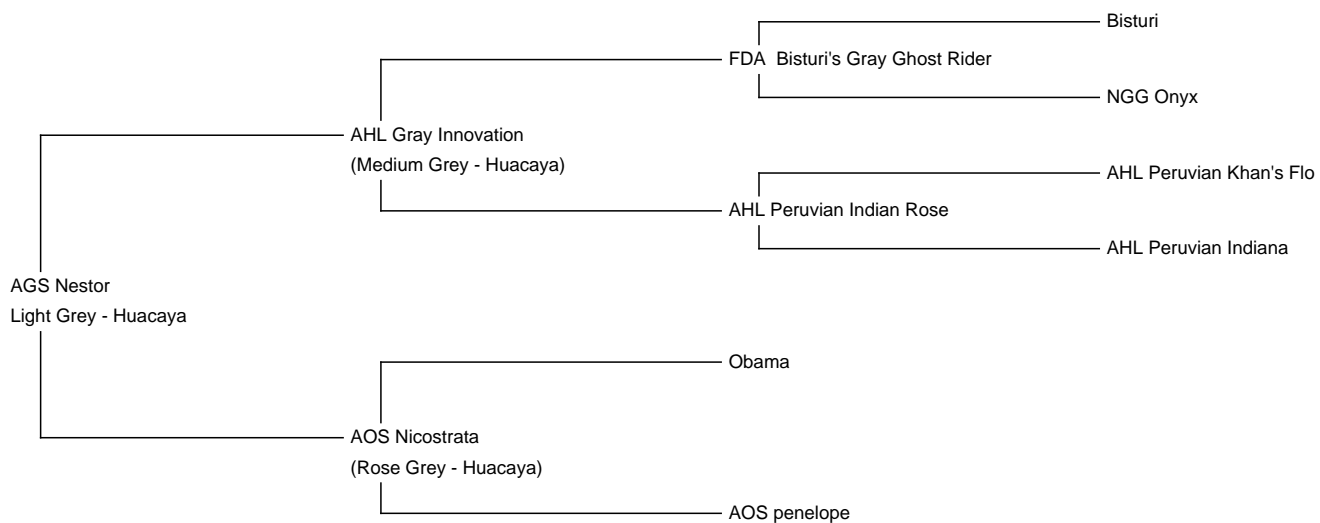 Bisturi
FDA  Bisturi's Gray Ghost Rider
NGG Onyx
AHL Gray Innovation
(Medium Grey - Huacaya)
AHL Peruvian Khan's Flo
AHL Peruvian Indian Rose
AHL Peruvian Indiana
AGS Nestor
Light Grey - Huacaya
Obama
AOS Nicostrata
(Rose Grey - Huacaya)
AOS penelope